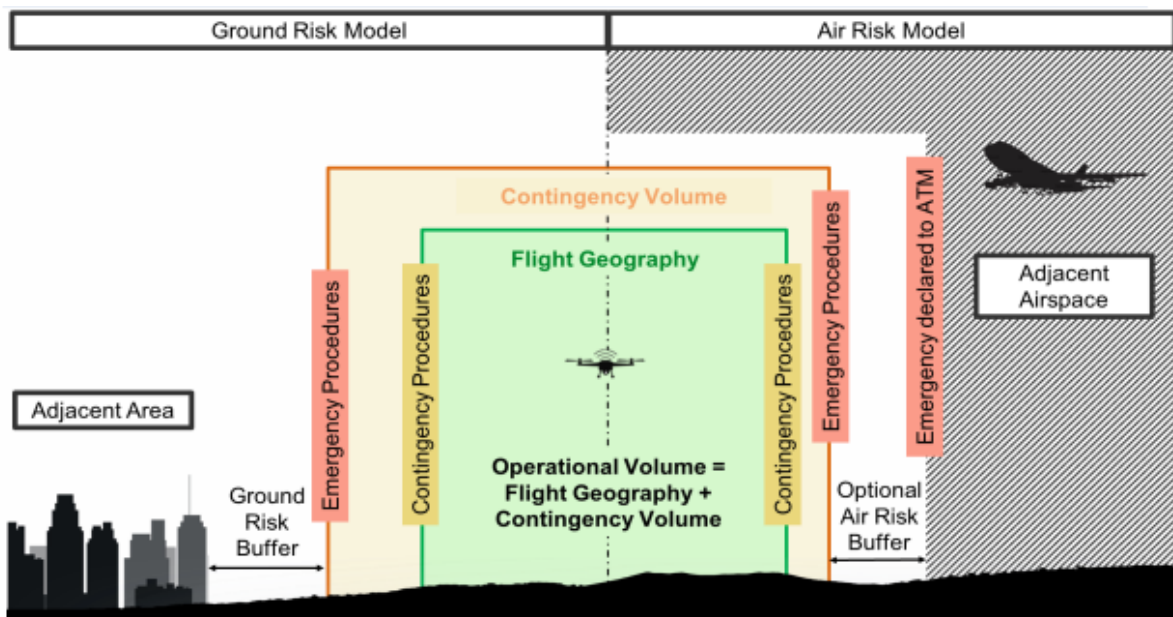 Ground Risk Model
Air Risk Model
Contingency Volume
Flight Geography
Emergency Procedures
Contingency Procedures
Contingency Procedures
Emergency Procedures
Emergency declared to ATM
Adjacent
Airspace
Adjacent Area
Ground
Risk
Buffer
Operational Volume =
Flight Geography +
Contingency Volume
Optional
Air Risk
Buffer